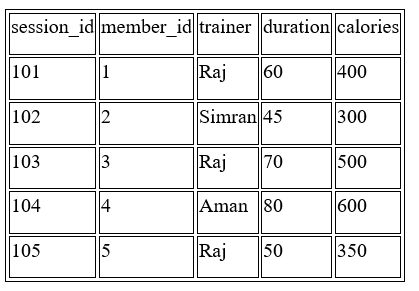 session_id member_id trainer duration calories
101 1 Raj 60 400
102 2 Simran 45 300
103 3 Raj 70 500
104 4 Aman 80 600
105 5 Raj 50 350